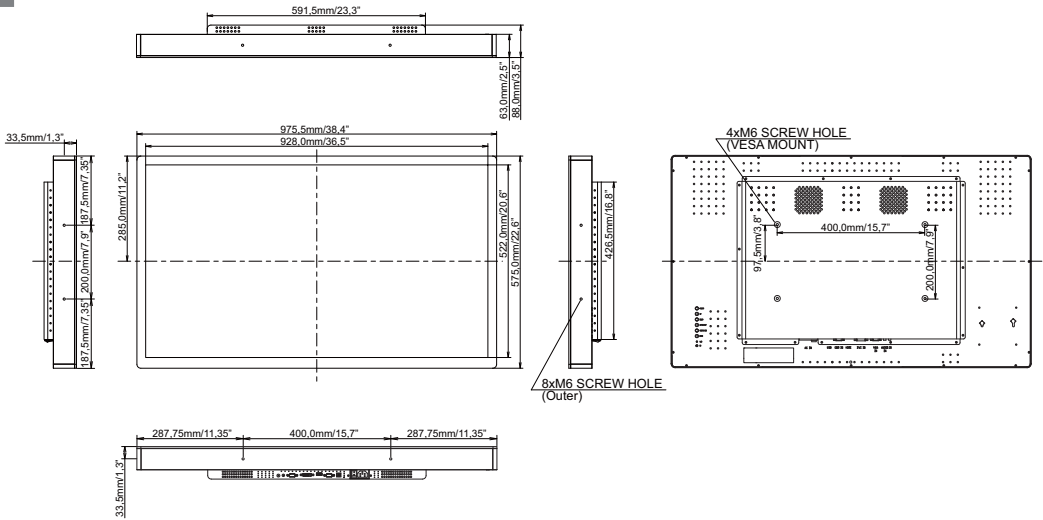 591,5mm/23,3"
63,0mm/2,5"
88,0mm/3,5"
33,5mm/1,3"
975,5mm/38,4"
928,0mm/36,5"
187,5mm/7,35"
200,0mm/7,9"
187,5mm/7,35"
285,0mm/11,2"
522,0mm/20,6"
575,0mm/22,6"
426,5mm/16,8"
8xM6 SCREW HOLE
(Outer)
4xM6 SCREW HOLE
(VESA MOUNT)
400,0mm/15,7"
97,5mm/3,8"
200,0mm/7,9"
287,75mm/11,35"
400,0mm/15,7"
287,75mm/11,35"
33,5mm/1,3"